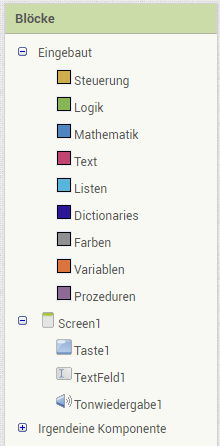 Blöcke
Eingebaut
Steuerung
Logik
Mathematik
Text
Listen
Dictionaries
Farben
Variablen
Prozeduren
Screen1
Taste1
TextFeld1
Tonwiedergabe1
Irgendeine Komponente